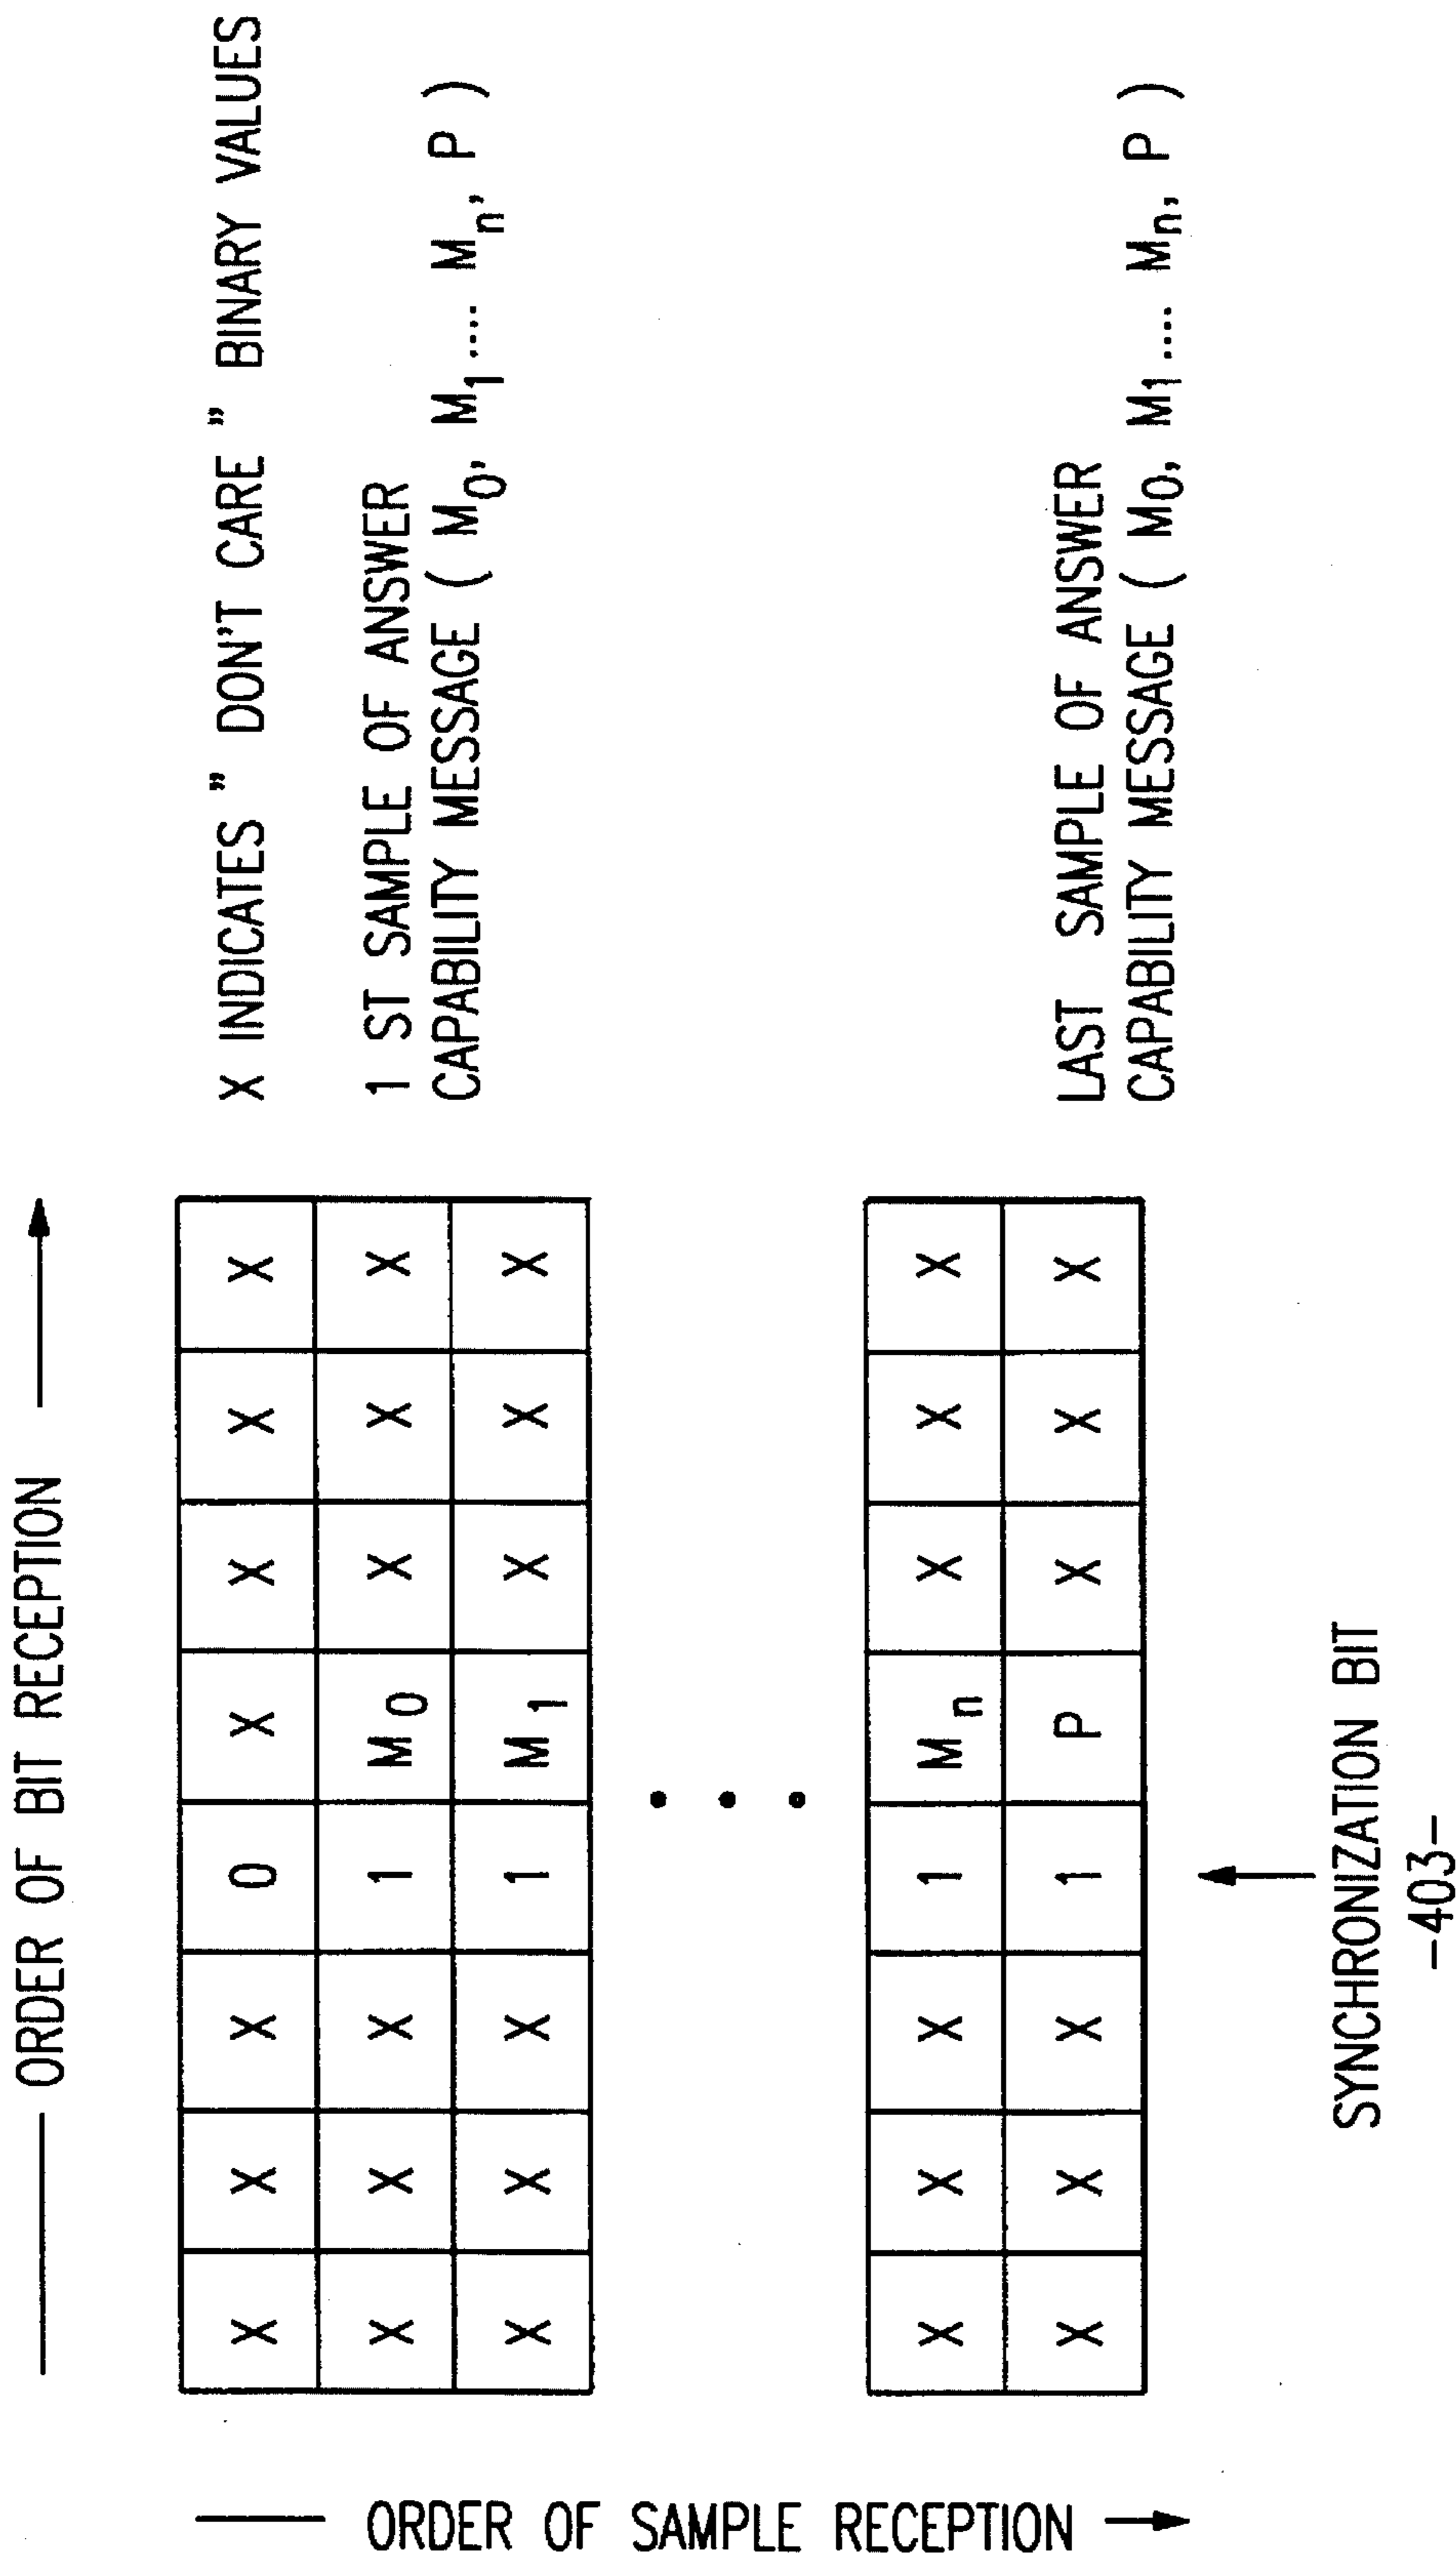 ORDER OF BIT RECEPTION
ORDER OF SAMPLE RECEPTION
X X X 0 X X X X
X X X 1 M0 X X X
X X X 1 M1 X X X
X X X 1 Mn X X X
X X X 1 P X X X
X INDICATES " DON'T CARE " BINARY VALUES
1 ST SAMPLE OF ANSWER
CAPABILITY MESSAGE ( M0, M1 .... Mn, P )
LAST SAMPLE OF ANSWER
CAPABILITY MESSAGE ( M0, M1 .... Mn, P )
SYNCHRONIZATION BIT
-403-